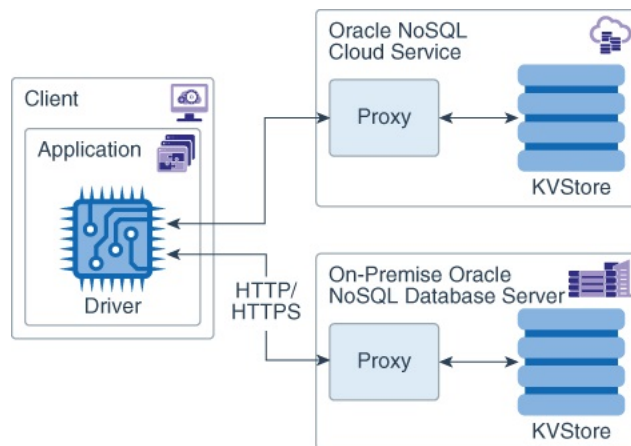 Client
Application
Driver
HTTP/
HTTPS
Oracle NoSQL
Cloud Service
Proxy
KVStore
On-Premise Oracle
NoSQL Database Server
Proxy
KVStore